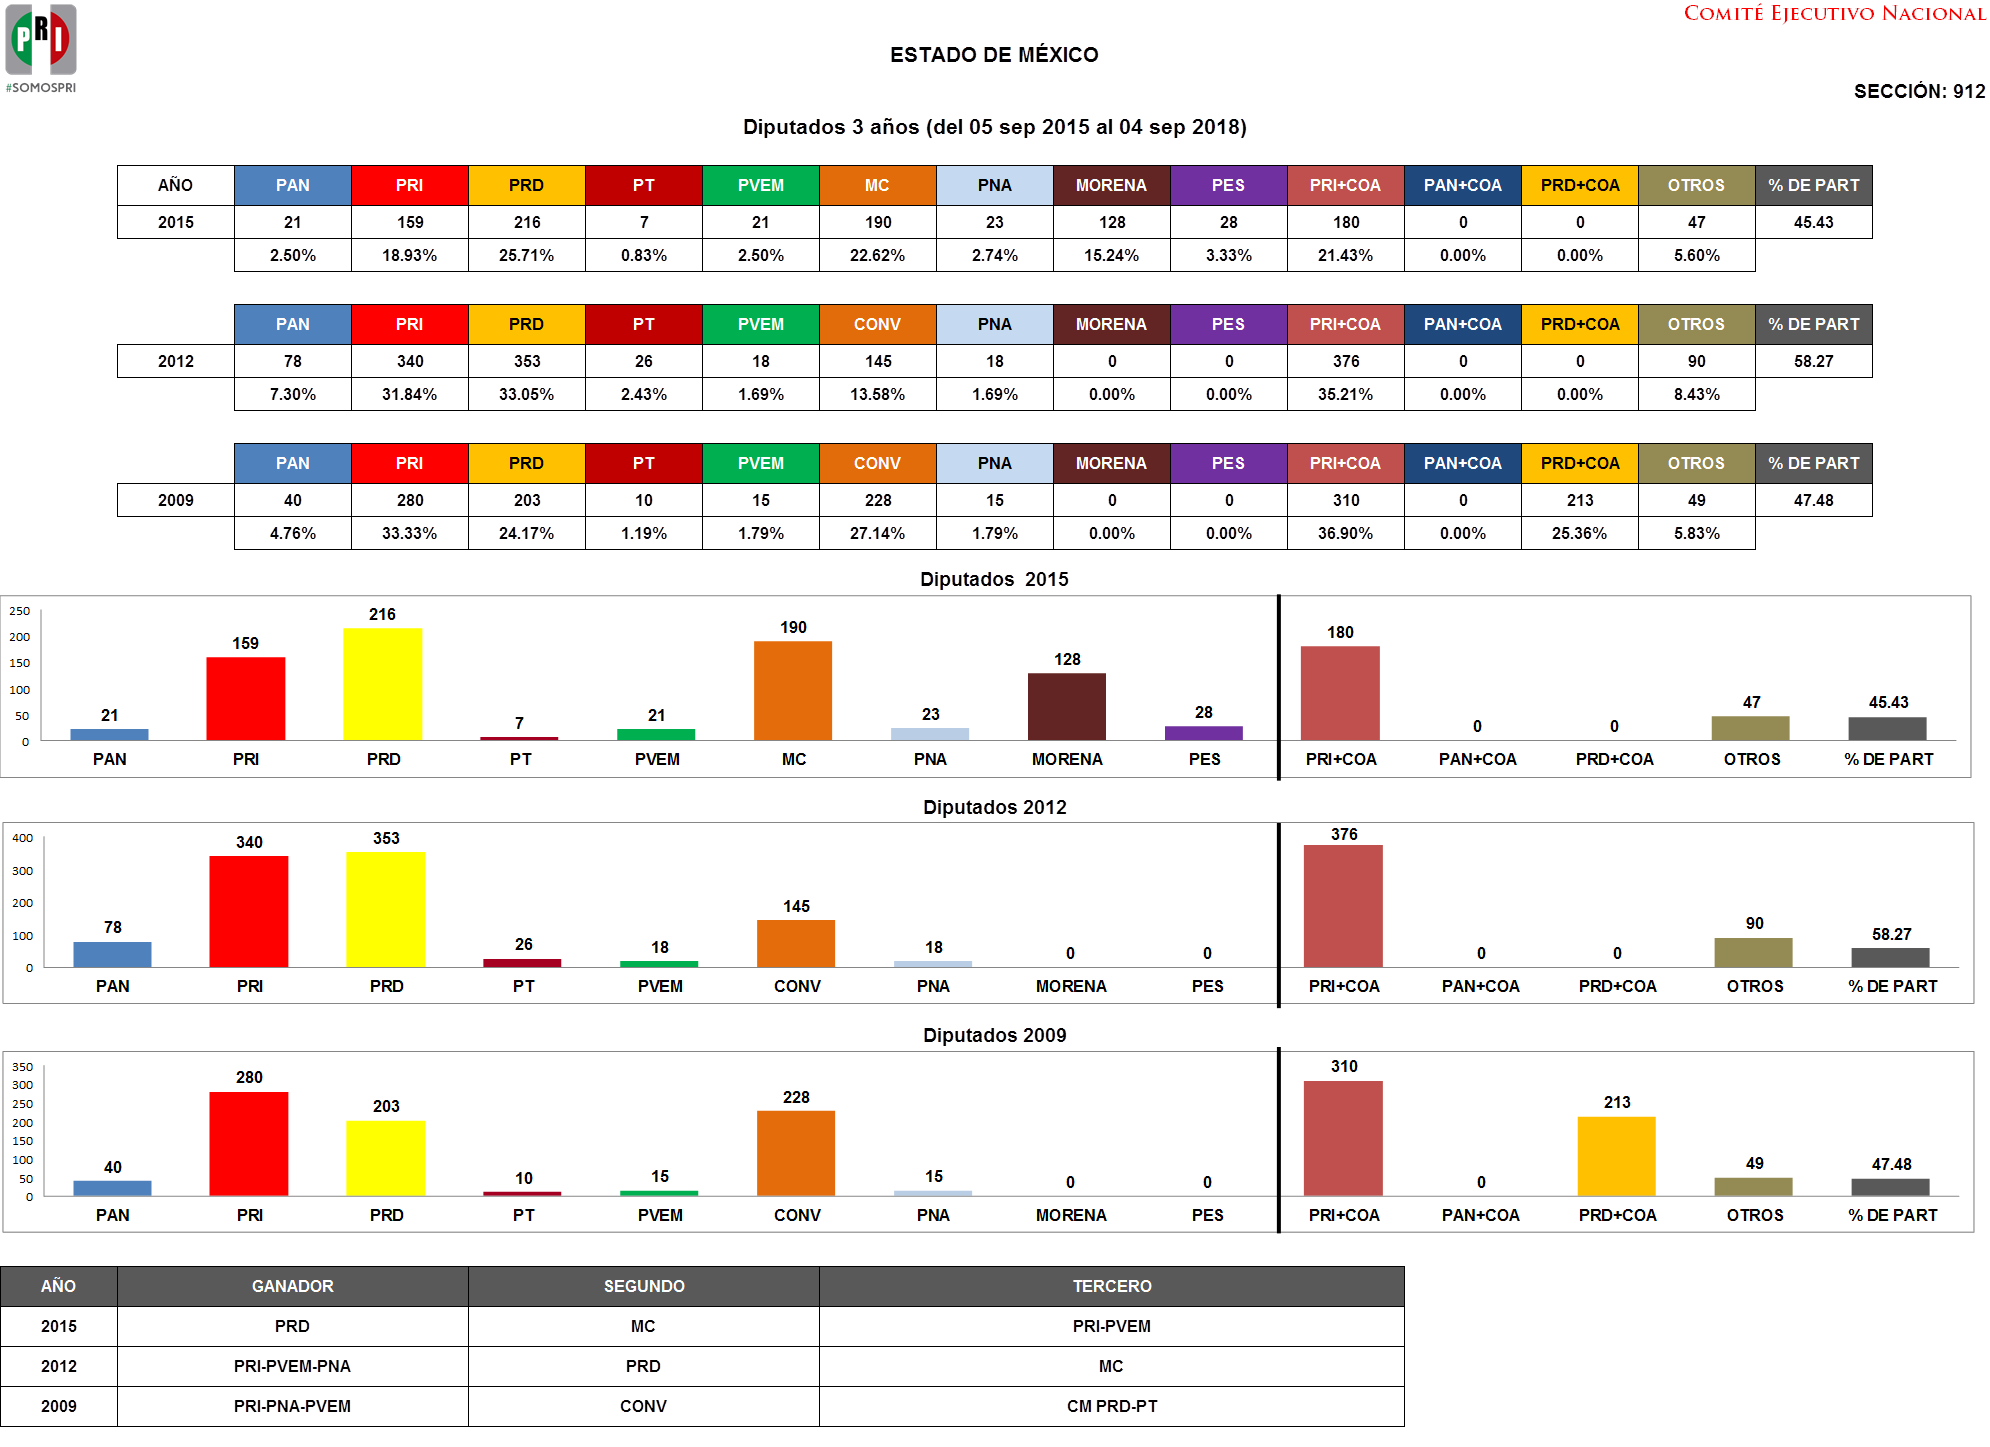 PRI
#SOMOSPRI
COMITÉ EJECUTIVO NACIONAL
ESTADO DE MÉXICO
SECCIÓN: 912
Diputados 3 años (del 05 sep 2015 al 04 sep 2018)
AÑO PAN PRI PRD PT PVEM MC PNA MORENA PES PRI+COA PAN+COA PRD+COA OTROS % DE PART
2015 21 159 216 7 21 190 23 128 28 180 0 0 47 45.43
2.50% 18.93% 25.71% 0.83% 2.50% 22.62% 2.74% 15.24% 3.33% 21.43% 0.00% 0.00% 5.60%
PAN PRI PRD PT PVEM CONV PNA MORENA PES PRI+COA PAN+COA PRD+COA OTROS % DE PART
2012 78 340 353 26 18 145 18 0 0 376 0 0 90 58.27
7.30% 31.84% 33.05% 2.43% 1.69% 13.58% 1.69% 0.00% 0.00% 35.21% 0.00% 0.00% 8.43%
PAN PRI PRD PT PVEM CONV PNA MORENA PES PRI+COA PAN+COA PRD+COA OTROS % DE PART
2009 40 280 203 10 15 228 15 0 0 310 0 213 49 47.48
4.76% 33.33% 24.17% 1.19% 1.79% 27.14% 1.79% 0.00% 0.00% 36.90% 0.00% 25.36% 5.83%
Diputados 2015
250
200
150
100
50
0
21 159 216 7 21 190 23 128 28 180 0 0 47 45.43
PAN PRI PRD PT PVEM MC PNA MORENA PES PRI+COA PAN+COA PRD+COA OTROS % DE PART
Diputados 2012
400
300
200
100
0
78 340 353 26 18 145 18 0 0 376 0 0 90 58.27
PAN PRI PRD PT PVEM CONV PNA MORENA PES PRI+COA PAN+COA PRD+COA OTROS % DE PART
Diputados 2009
350
300
250
200
150
100
50
0
40 280 203 10 15 228 15 0 0 310 0 213 49 47.48
PAN PRI PRD PT PVEM CONV PNA MORENA PES PRI+COA PAN+COA PRD+COA OTROS % DE PART
AÑO GANADOR SEGUNDO TERCERO
2015 PRD MC PRI-PVEM
2012 PRI-PVEM-PNA PRD MC
2009 PRI-PNA-PVEM CONV CM PRD-PT